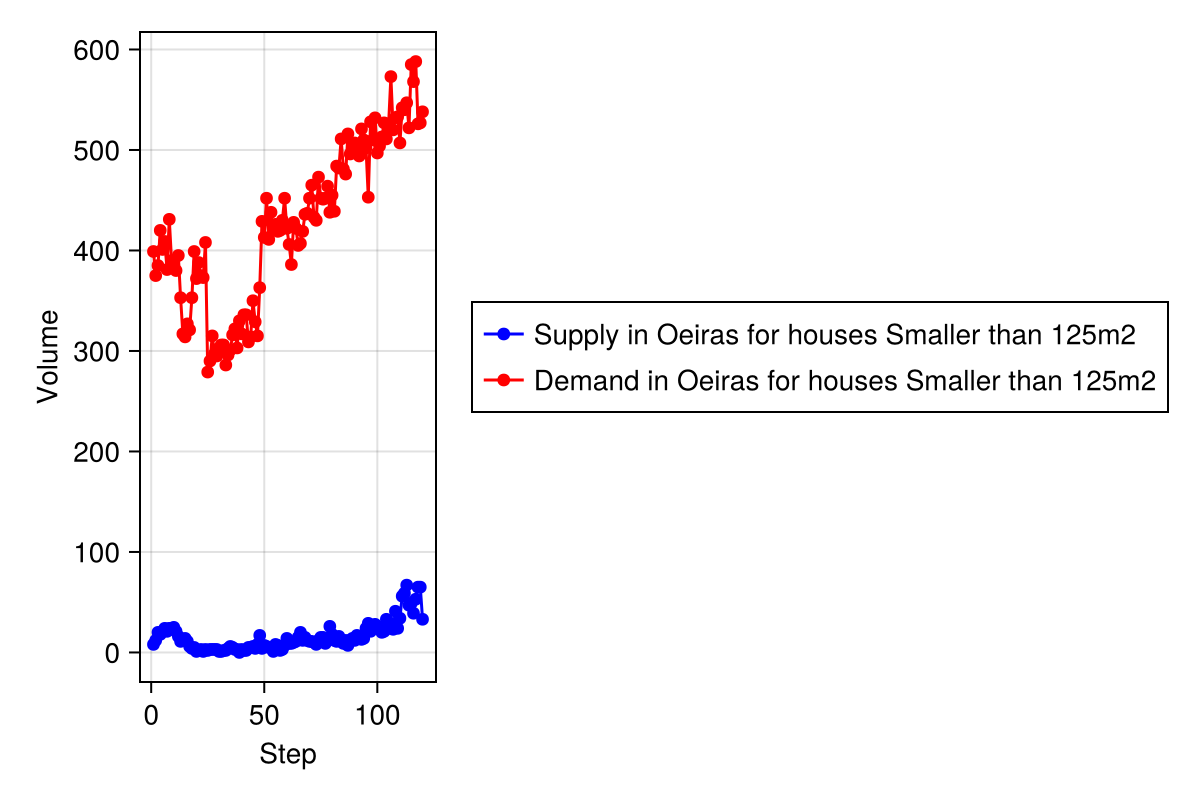 600
500
400
300
200
100
0
Volume
0 50 100
Step
Supply in Oeiras for houses Smaller than 125m2
Demand in Oeiras for houses Smaller than 125m2